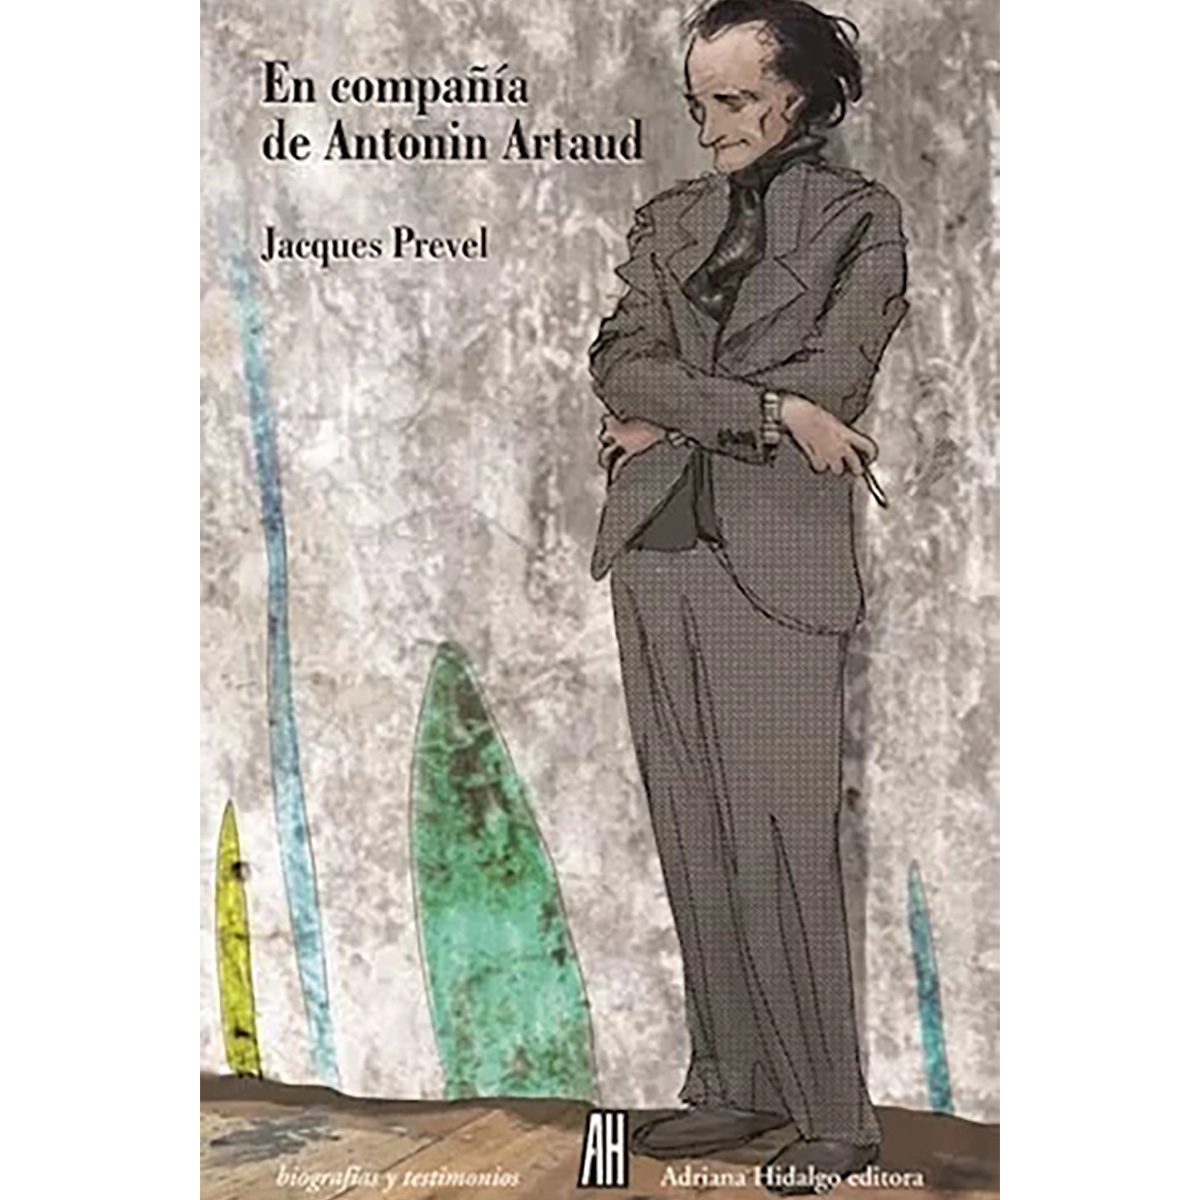 En compañía
de Antonin Artaud
Jacques Prevel
biografías y testimonios
AH
Adriana Hidalgo editora